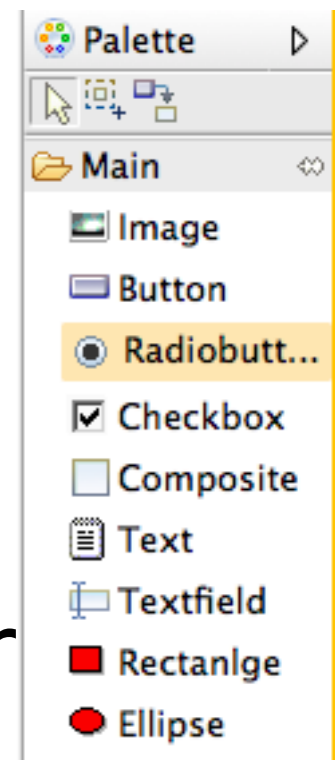 Palette
Main
Image
Button
Radiobutt...
Checkbox
Composite
Text
Textfield
Rectanlge
Ellipse